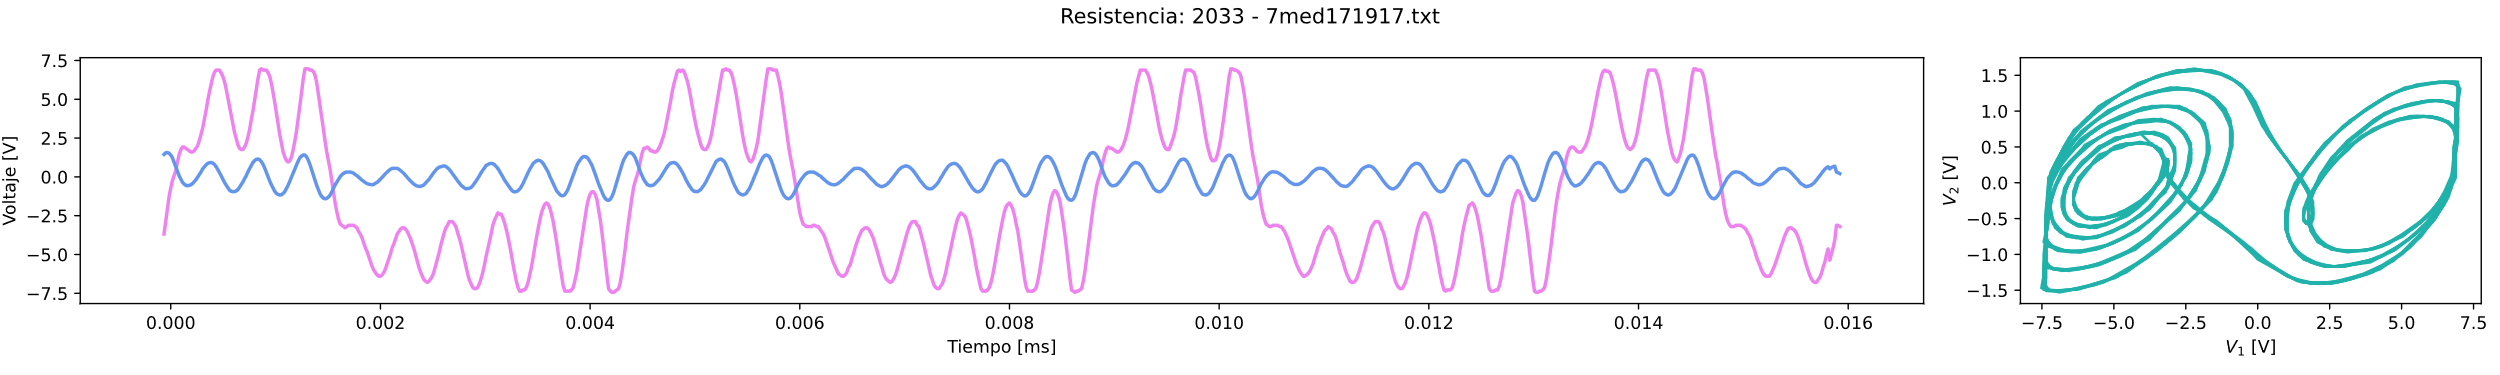 Resistencia: 2033 - 7med171917.txt
Voltaje [V]
7.5
5.0
2.5
0.0
−2.5
−5.0
−7.5
0.000 0.002 0.004 0.006 0.008 0.010 0.012 0.014 0.016
Tiempo [ms]
V2 [V]
1.5
1.0
0.5
0.0
−0.5
−1.0
−1.5
−7.5 −5.0 −2.5 0.0 2.5 5.0 7.5
V1 [V]